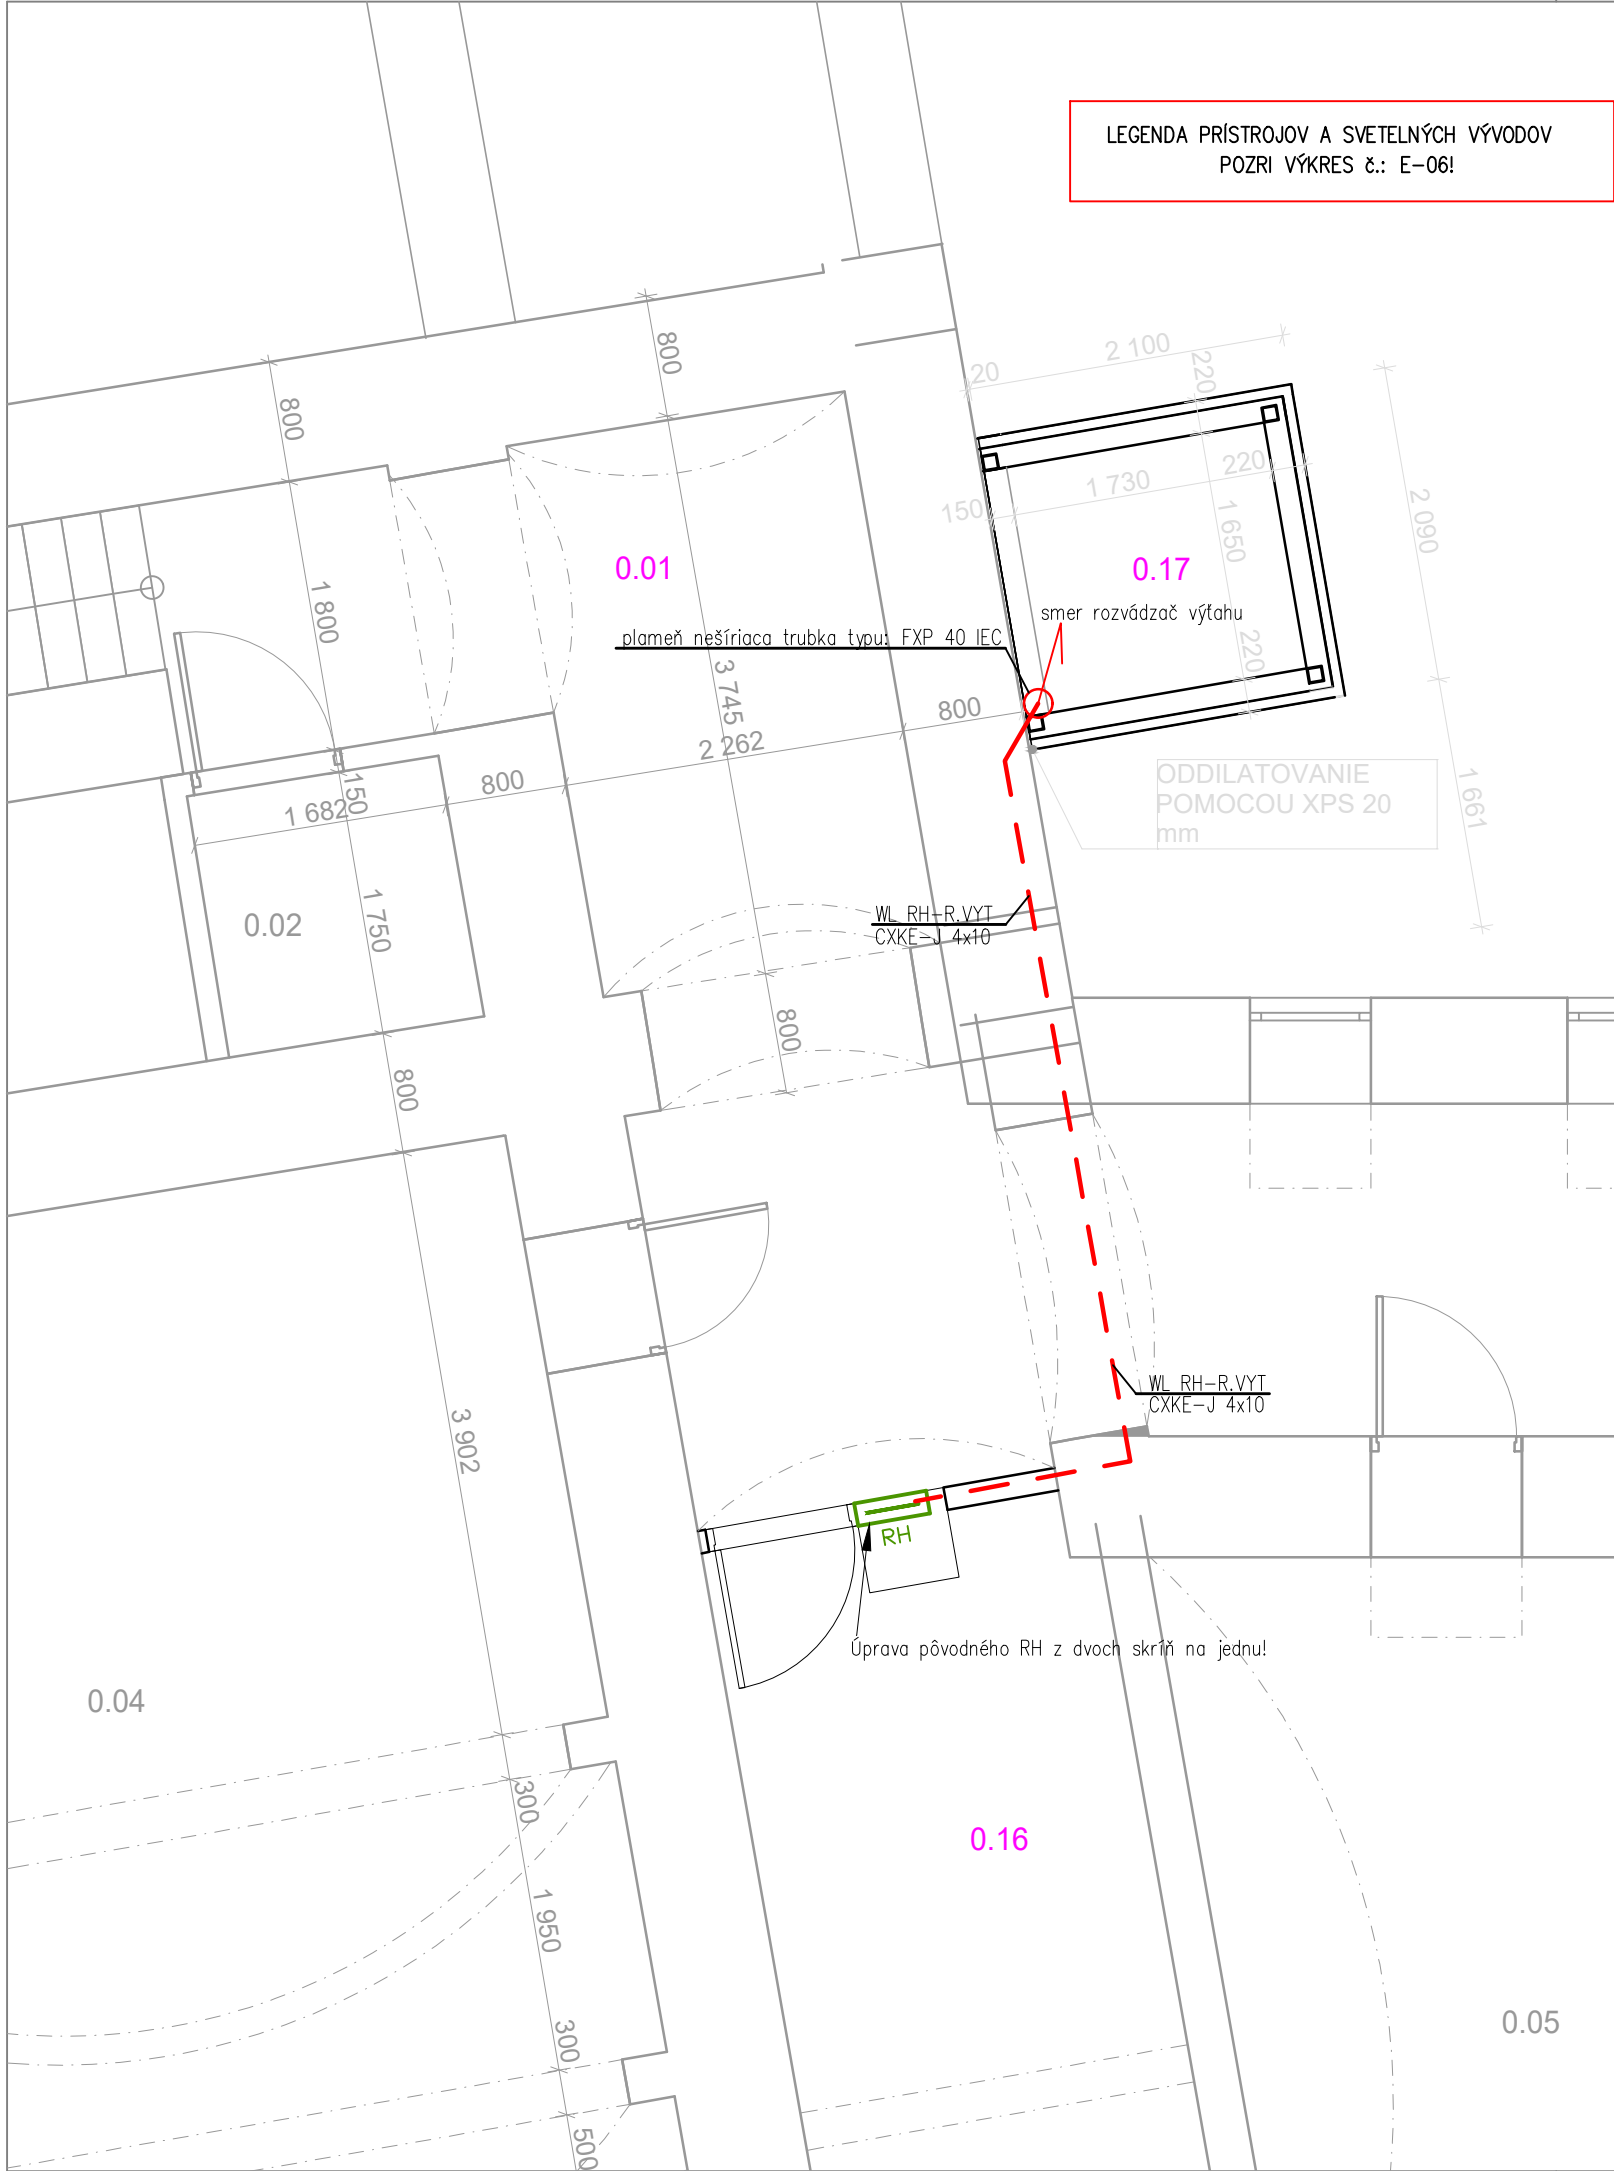 LEGENDA PRÍSTROJOV A SVETELNÝCH VÝVODOV
POZRI VÝKRES č.: E-06!
800
800
20
2 100
220
220
1 730
150
1 650
2 090
0.01
0.17
1 800
smer rozvádzač výťahu
plameň nešíriaca trubka typu: FXP 40 IEC
220
3 745
800
2 262
800
1 682
150
ODDILATOVANIE
POMOCOU XPS 20
mm
1 661
0.02
1 750
WL RH-R.VYT
CXKE-J 4x10
800
800
WL RH-R.VYT
CXKE-J 4x10
3 902
RH
Úprava pôvodného RH z dvoch skríň na jednu!
0.04
300
0.16
1 950
0.05
300
500